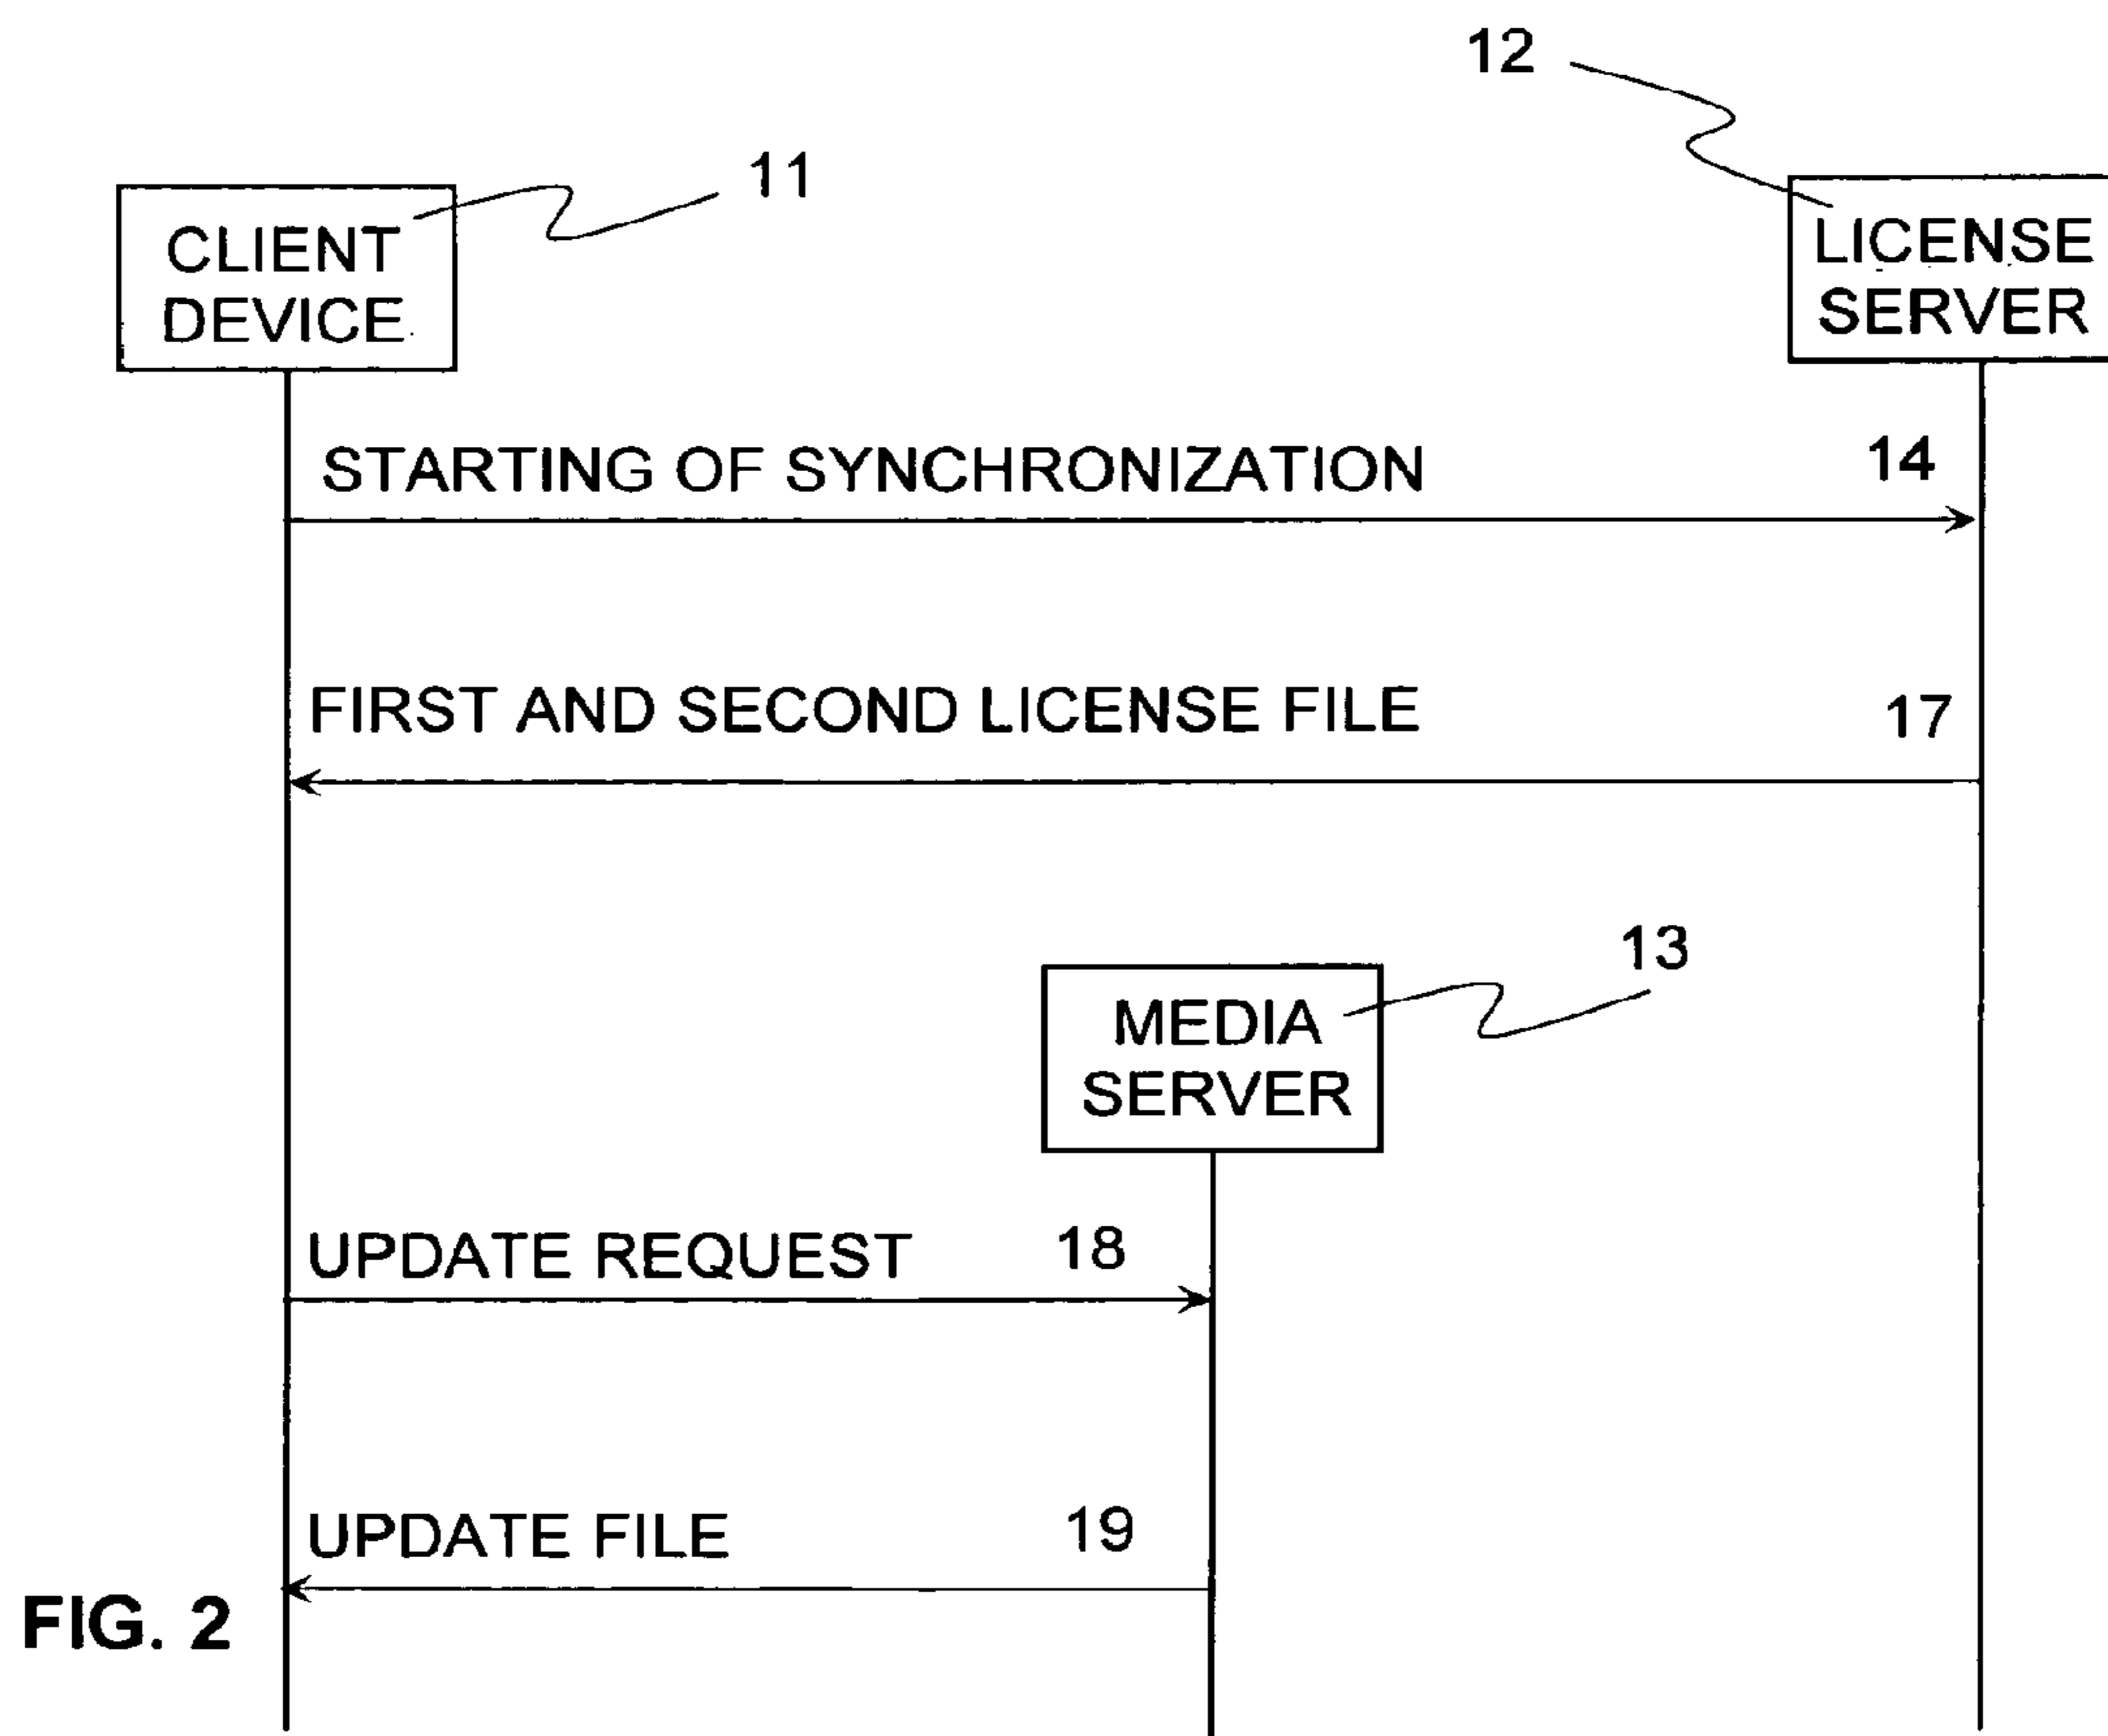 12
11
CLIENT
DEVICE
LICENSE
SERVER
STARTING OF SYNCHRONIZATION 14
FIRST AND SECOND LICENSE FILE 17
13
MEDIA
SERVER
UPDATE REQUEST 18
UPDATE FILE 19
FIG. 2